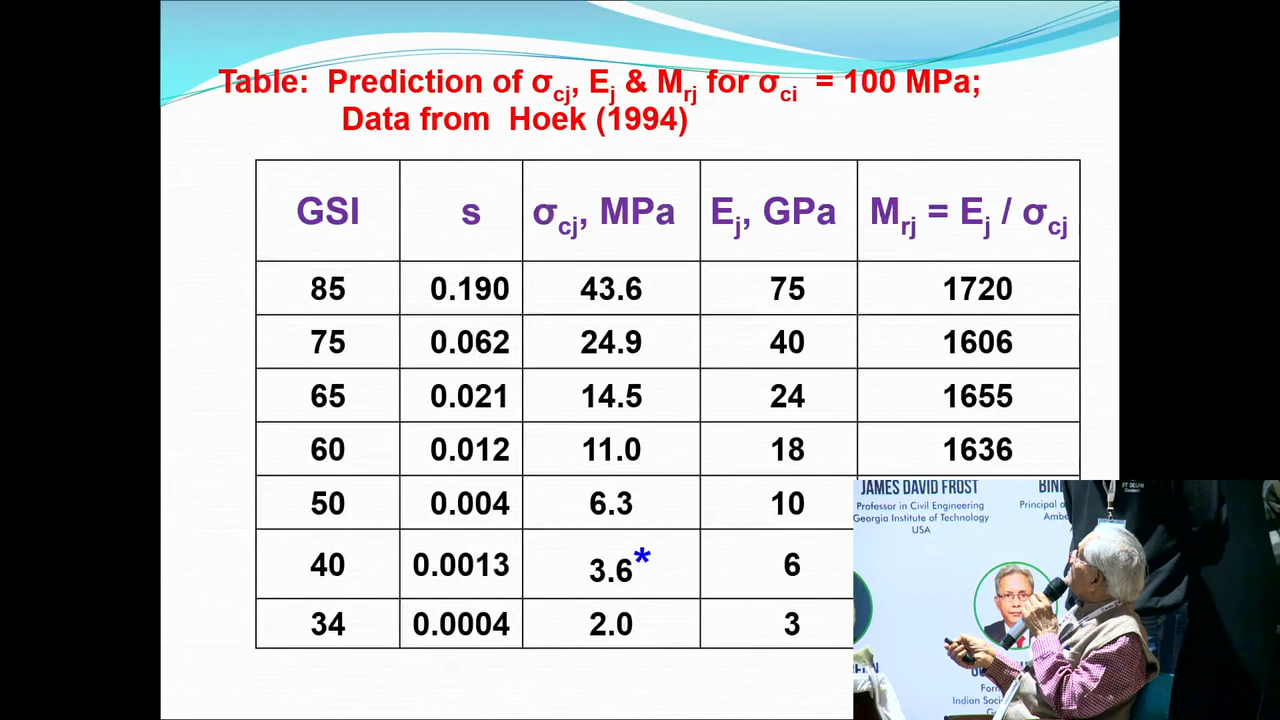 Table: Prediction of σcj, Ej & Mrj for σci = 100 MPa;
Data from Hoek (1994)
GSI s σcj, MPa Ej, GPa Mrj = Ej / σcj
85 0.190 43.6 75 1720
75 0.062 24.9 40 1606
65 0.021 14.5 24 1655
60 0.012 11.0 18 1636
50 0.004 6.3 10
40 0.0013 3.6* 6
34 0.0004 2.0 3
JAMES DAVID FROST
Professor in Civil Engineering
Georgia Institute of Technology
USA
Principal
Indian